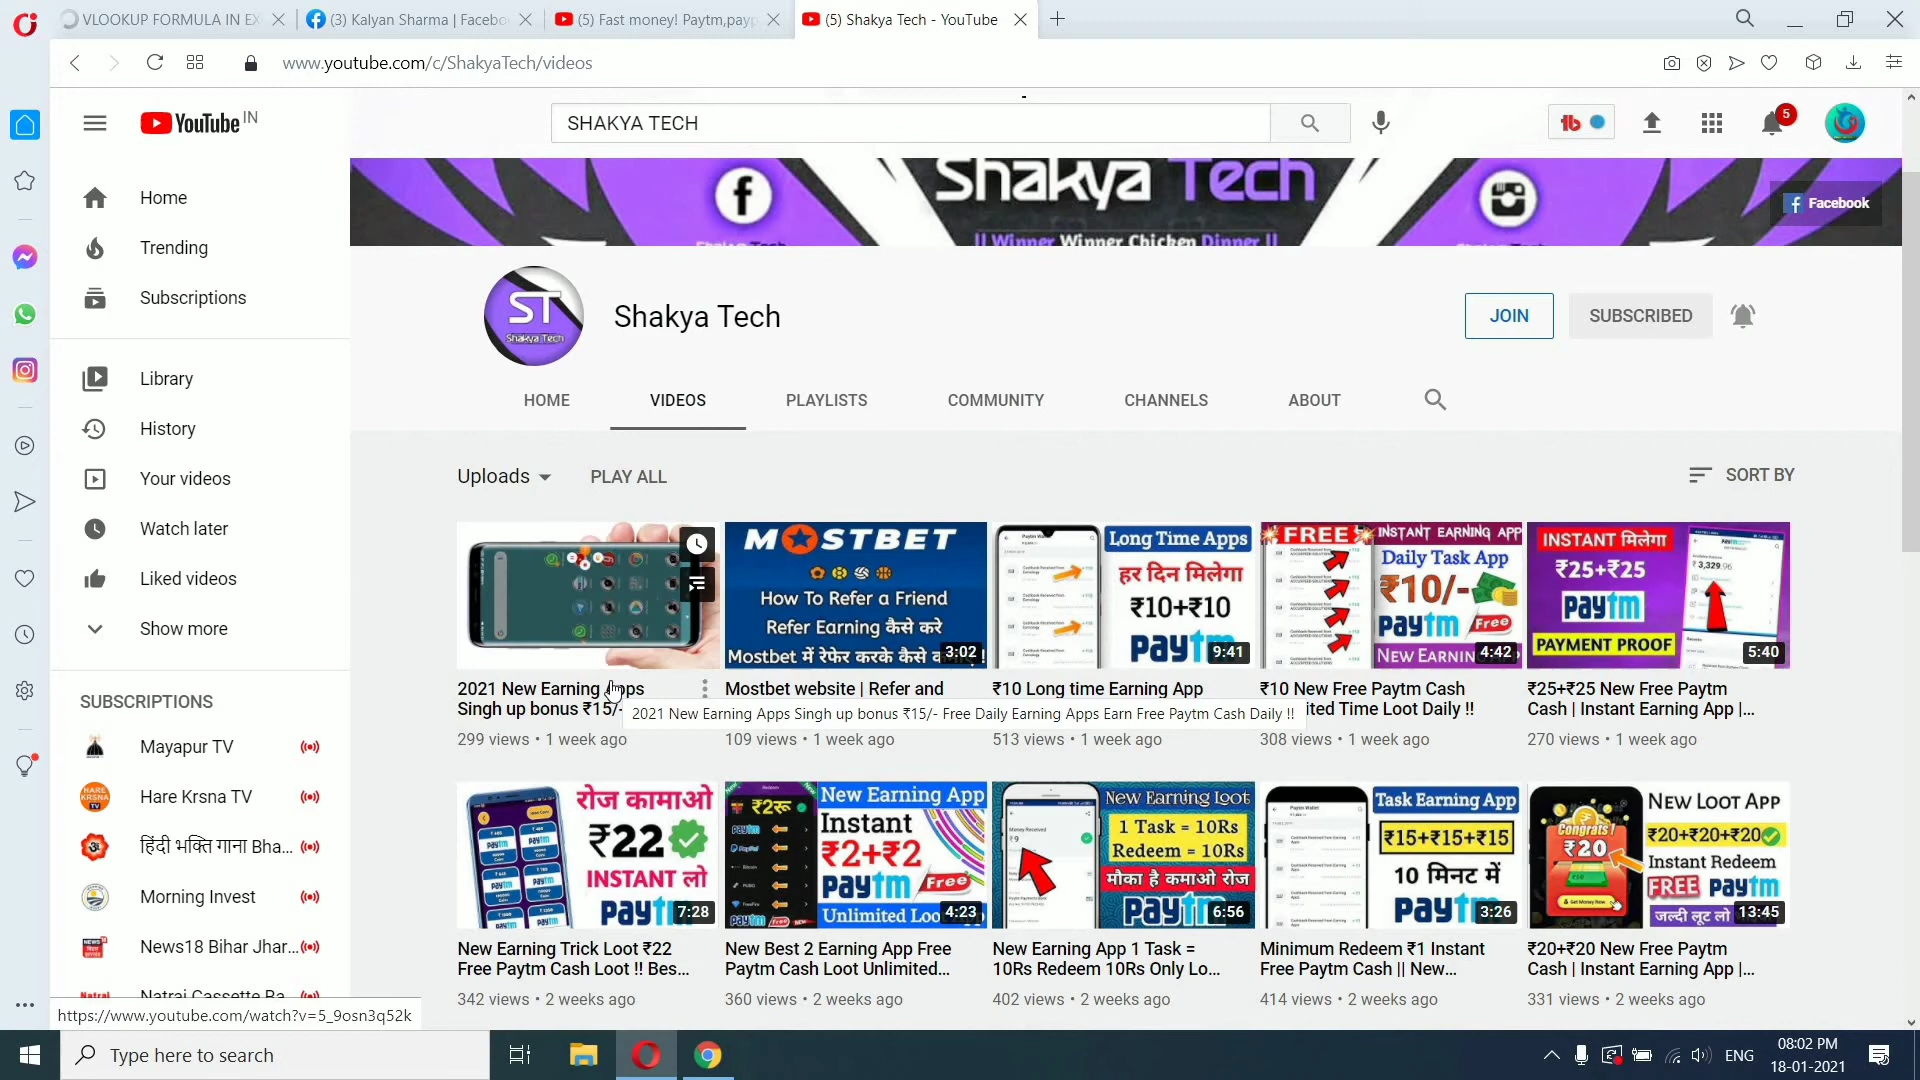 VLOOKUP FORMULA IN EX
(3) Kalyan Sharma | Facebo
(5) Fast money! Paytm,payp
(5) Shakya Tech - YouTube
www.youtube.com/c/ShakyaTech/videos
YouTube IN
SHAKYA TECH
5
Home
Trending
Subscriptions
Library
History
Your videos
Watch later
Liked videos
Show more
SUBSCRIPTIONS
Mayapur TV
Hare Krsna TV
हिंदी भक्ति गाना Bha...
Morning Invest
News18 Bihar Jhar...
Natraj Cassette Ba
https://www.youtube.com/watch?v=5_9osn3q52k
Shakya Tech
|| Winner Winner Chicken Dinner ||
Facebook
ST
Shakya Tech
Shakya Tech
JOIN
SUBSCRIBED
HOME
VIDEOS
PLAYLISTS
COMMUNITY
CHANNELS
ABOUT
Uploads
PLAY ALL
SORT BY
MOSTBET
How To Refer a Friend
Refer Earning कैसे करे
Mostbet में रेफेर करके कैसे
3:02
Long Time Apps
हर दिन मिलेगा
₹10+₹10
paytm
9:41
FREE
INSTANT EARNING APP
Daily Task App
₹10/-
paytm Free
NEW EARNIN
4:42
INSTANT मिलेगा
₹25+₹25
paytm
PAYMENT PROOF
₹ 3,329.96
5:40
2021 New Earning Apps
Singh up bonus ₹15/-
299 views • 1 week ago
Mostbet website | Refer and
109 views • 1 week ago
₹10 Long time Earning App
513 views • 1 week ago
₹10 New Free Paytm Cash
ited Time Loot Daily !!
308 views • 1 week ago
₹25+₹25 New Free Paytm
Cash | Instant Earning App |...
270 views • 1 week ago
2021 New Earning Apps Singh up bonus ₹15/- Free Daily Earning Apps Earn Free Paytm Cash Daily !!
रोज कामाओ
₹22
INSTANT लो
7:28
₹2रू
New Earning App
Instant
₹2+₹2
paytm Free
Unlimited Loo
4:23
New Earning Loot
1 Task = 10Rs
Redeem = 10Rs
मौका है कमाओ रोज
6:56
Task Earning App
₹15+₹15+₹15
10 मिनट में
3:26
Congrats!
₹20
NEW LOOT APP
₹20+₹20+₹20
Instant Redeem
FREE paytm
जल्दी लूट लो
13:45
New Earning Trick Loot ₹22
Free Paytm Cash Loot !! Bes...
342 views • 2 weeks ago
New Best 2 Earning App Free
Paytm Cash Loot Unlimited...
360 views • 2 weeks ago
New Earning App 1 Task =
10Rs Redeem 10Rs Only Lo...
402 views • 2 weeks ago
Minimum Redeem ₹1 Instant
Free Paytm Cash || New...
414 views • 2 weeks ago
₹20+₹20 New Free Paytm
Cash | Instant Earning App |...
331 views • 2 weeks ago
Type here to search
ENG
08:02 PM
18-01-2021